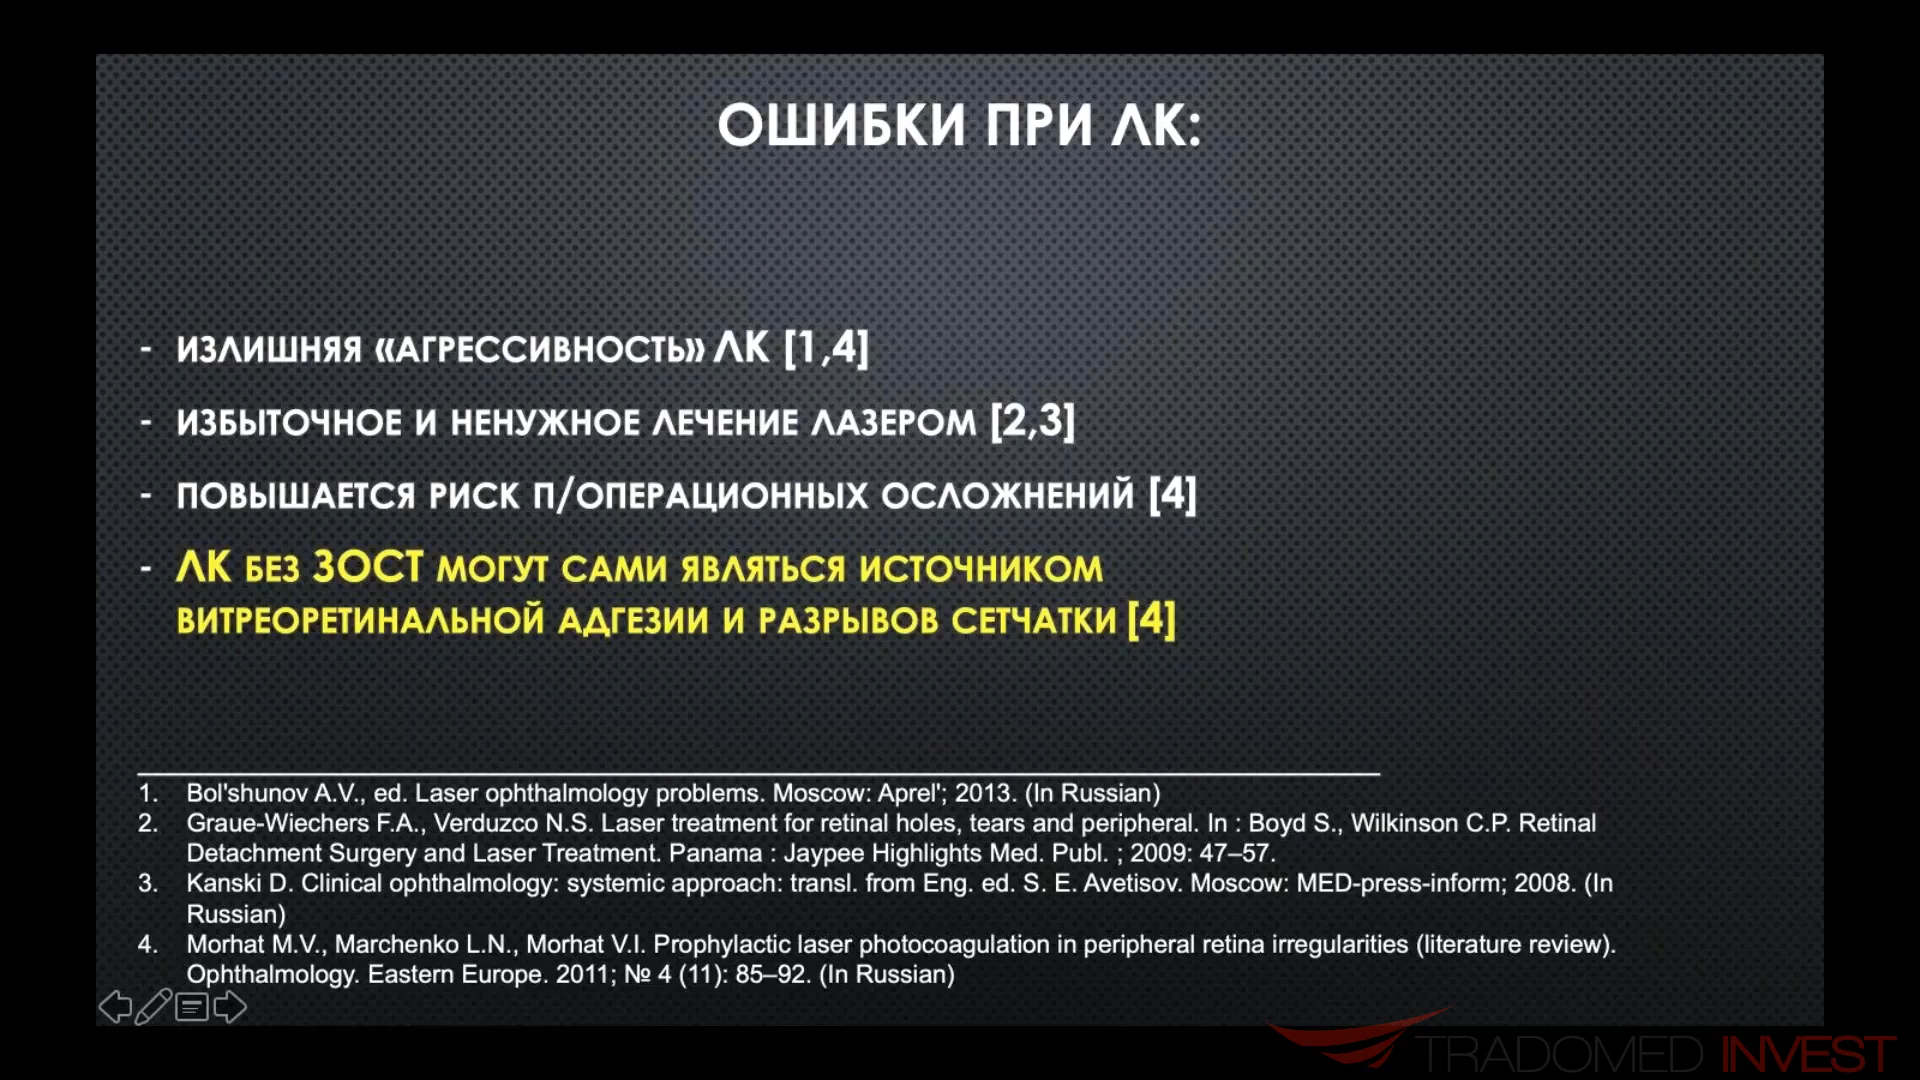 ОШИБКИ ПРИ ЛК:
- ИЗЛИШНЯЯ «АГРЕССИВНОСТЬ» ЛК [1,4]
- ИЗБЫТОЧНОЕ И НЕНУЖНОЕ ЛЕЧЕНИЕ ЛАЗЕРОМ [2,3]
- ПОВЫШАЕТСЯ РИСК П/ОПЕРАЦИОННЫХ ОСЛОЖНЕНИЙ [4]
- ЛК БЕЗ ЗОСТ МОГУТ САМИ ЯВЛЯТЬСЯ ИСТОЧНИКОМ
ВИТРЕОРЕТИНАЛЬНОЙ АДГЕЗИИ И РАЗРЫВОВ СЕТЧАТКИ [4]
1. Bol'shunov A.V., ed. Laser ophthalmology problems. Moscow: Aprel'; 2013. (In Russian)
2. Graue-Wiechers F.A., Verduzco N.S. Laser treatment for retinal holes, tears and peripheral. In : Boyd S., Wilkinson C.P. Retinal
Detachment Surgery and Laser Treatment. Panama : Jaypee Highlights Med. Publ. ; 2009: 47–57.
3. Kanski D. Clinical ophthalmology: systemic approach: transl. from Eng. ed. S. E. Avetisov. Moscow: MED-press-inform; 2008. (In
Russian)
4. Morhat M.V., Marchenko L.N., Morhat V.I. Prophylactic laser photocoagulation in peripheral retina irregularities (literature review).
Ophthalmology. Eastern Europe. 2011; № 4 (11): 85–92. (In Russian)
TRADOMED INVEST